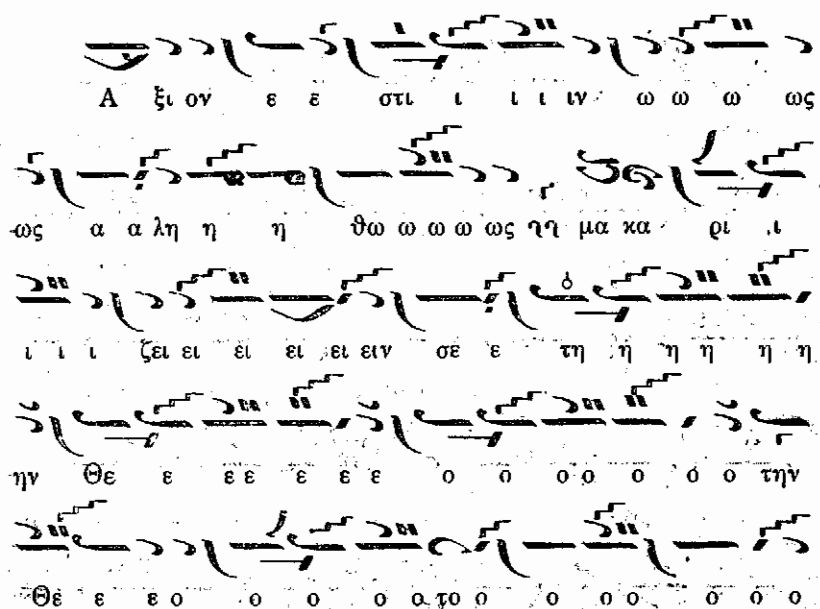 Α ξι ον ε ε στι ι ι ι ιν ω ω ω ως
-ως α α λη η η θω ω ω ω ως ηη μα κα ρι ι
ι ι ι ζει ει ει ει ει ειν σε ε τη η η η η η
ην Θε ε ε ε ε ε ε ο ο ο ο ο ο ο την
Θε ε ε ο ο ο ο ο το ο ο ο ο ο ο ο